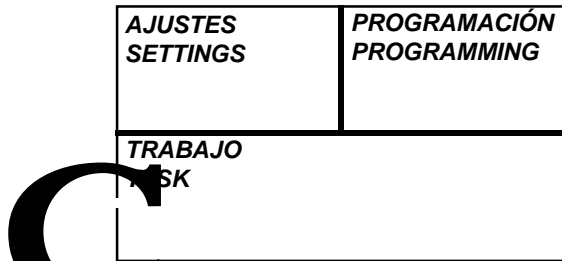 AJUSTES
SETTINGS
PROGRAMACIÓN
PROGRAMMING
TRABAJO